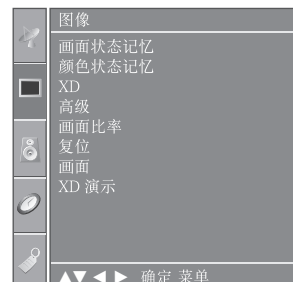 图像
画面状态记忆
颜色状态记忆
XD
高级
画面比率
复位
画面
XD 演示
▲▼◀▶ 确定 菜单